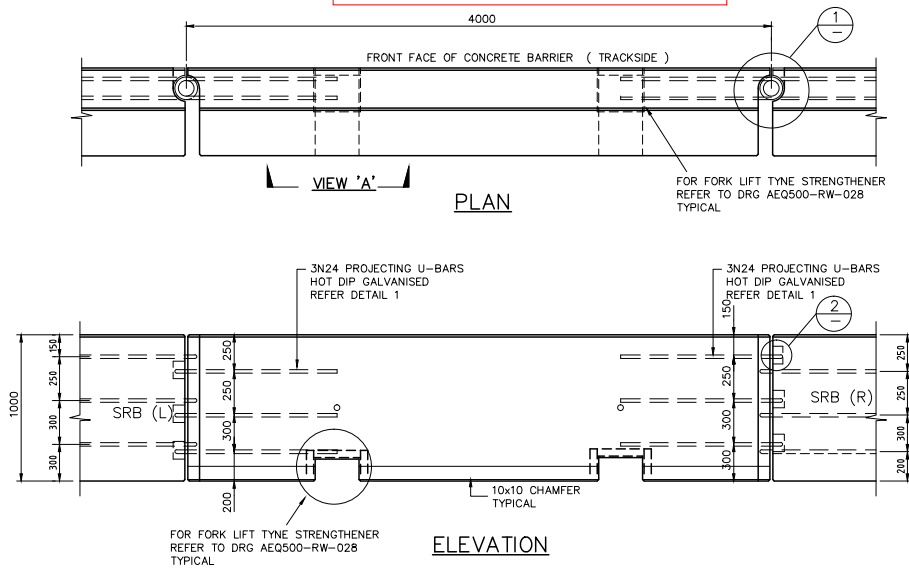 4000
1
–
FRONT FACE OF CONCRETE BARRIER ( TRACKSIDE )
VIEW 'A'
PLAN
FOR FORK LIFT TYNE STRENGTHENER
REFER TO DRG AEQ500-RW-028
TYPICAL
3N24 PROJECTING U-BARS
HOT DIP GALVANISED
REFER DETAIL 1
3N24 PROJECTING U-BARS
HOT DIP GALVANISED
REFER DETAIL 1
2
–
1000
150
250
300
300
SRB (L)
250
250
300
200
150
250
300
300
SRB (R)
250
250
300
200
10x10 CHAMFER
TYPICAL
FOR FORK LIFT TYNE STRENGTHENER
REFER TO DRG AEQ500-RW-028
TYPICAL
ELEVATION